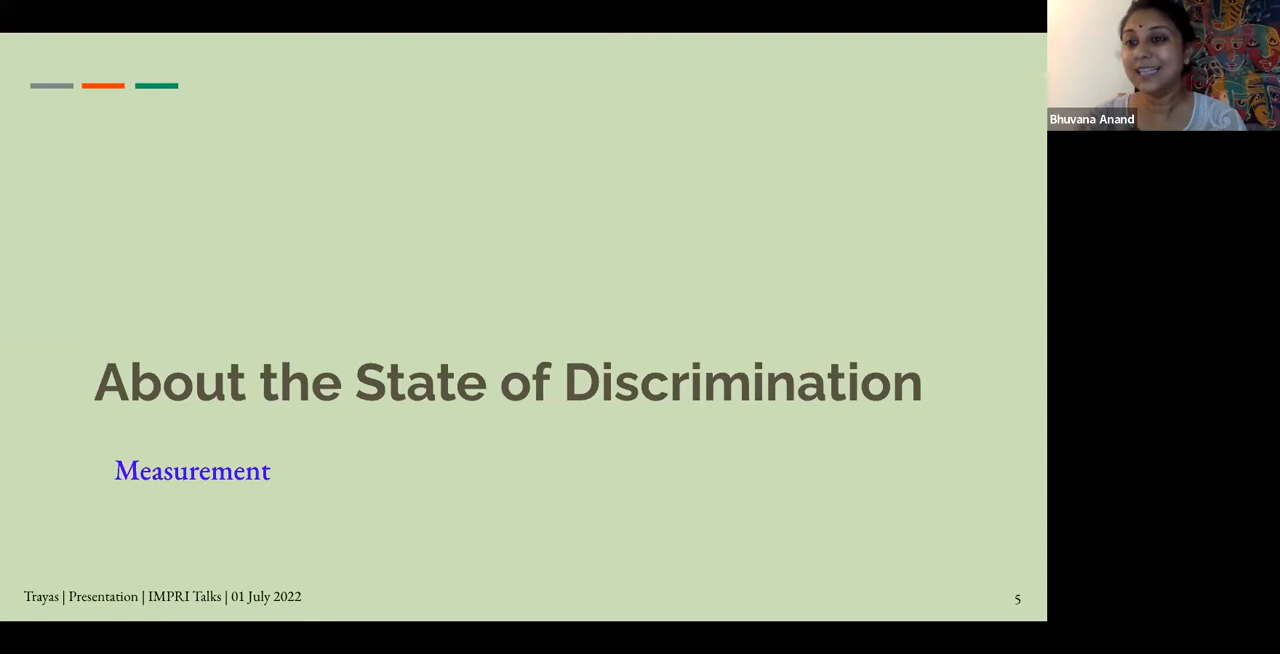 Bhuvana Anand
About the State of Discrimination
Measurement
Trayas | Presentation | IMPRI Talks | 01 July 2022
5